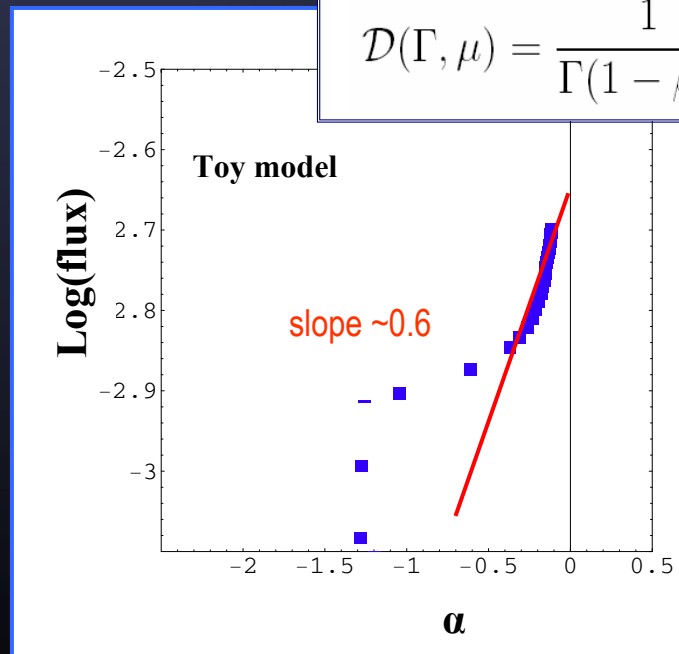 D(Γ, μ) = 1 / Γ(1 − μ
-2.5
-2.6
2.7
2.8
-2.9
-3
Toy model
Log(flux)
slope ~0.6
-2 -1.5 -1 -0.5 0 0.5
α